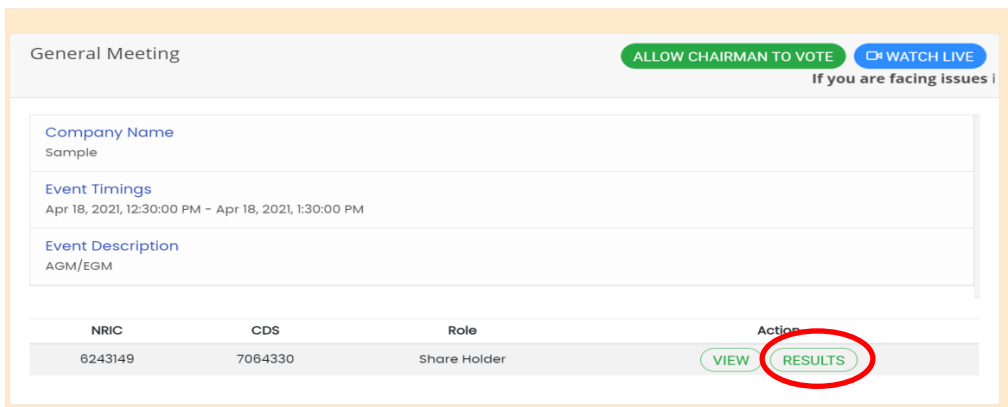 General Meeting
ALLOW CHAIRMAN TO VOTE
WATCH LIVE
If you are facing issues i
Company Name
Sample
Event Timings
Apr 18, 2021, 12:30:00 PM - Apr 18, 2021, 1:30:00 PM
Event Description
AGM/EGM
NRIC CDS Role Action
6243149 7064330 Share Holder VIEW RESULTS